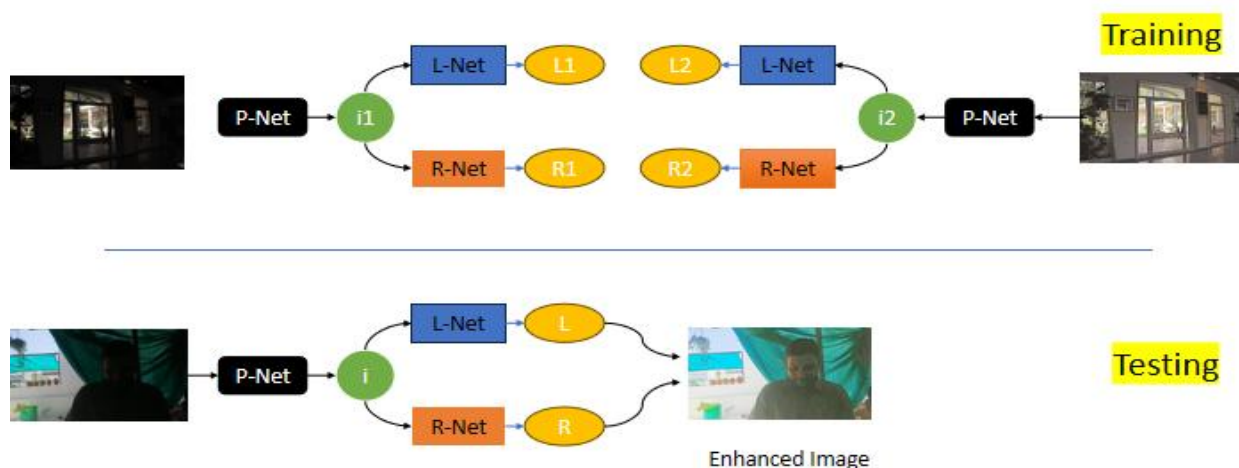 Training
L-Net
L1
L2
L-Net
P-Net
i1
i2
P-Net
R-Net
R1
R2
R-Net
L-Net
L
P-Net
i
Testing
R-Net
R
Enhanced Image